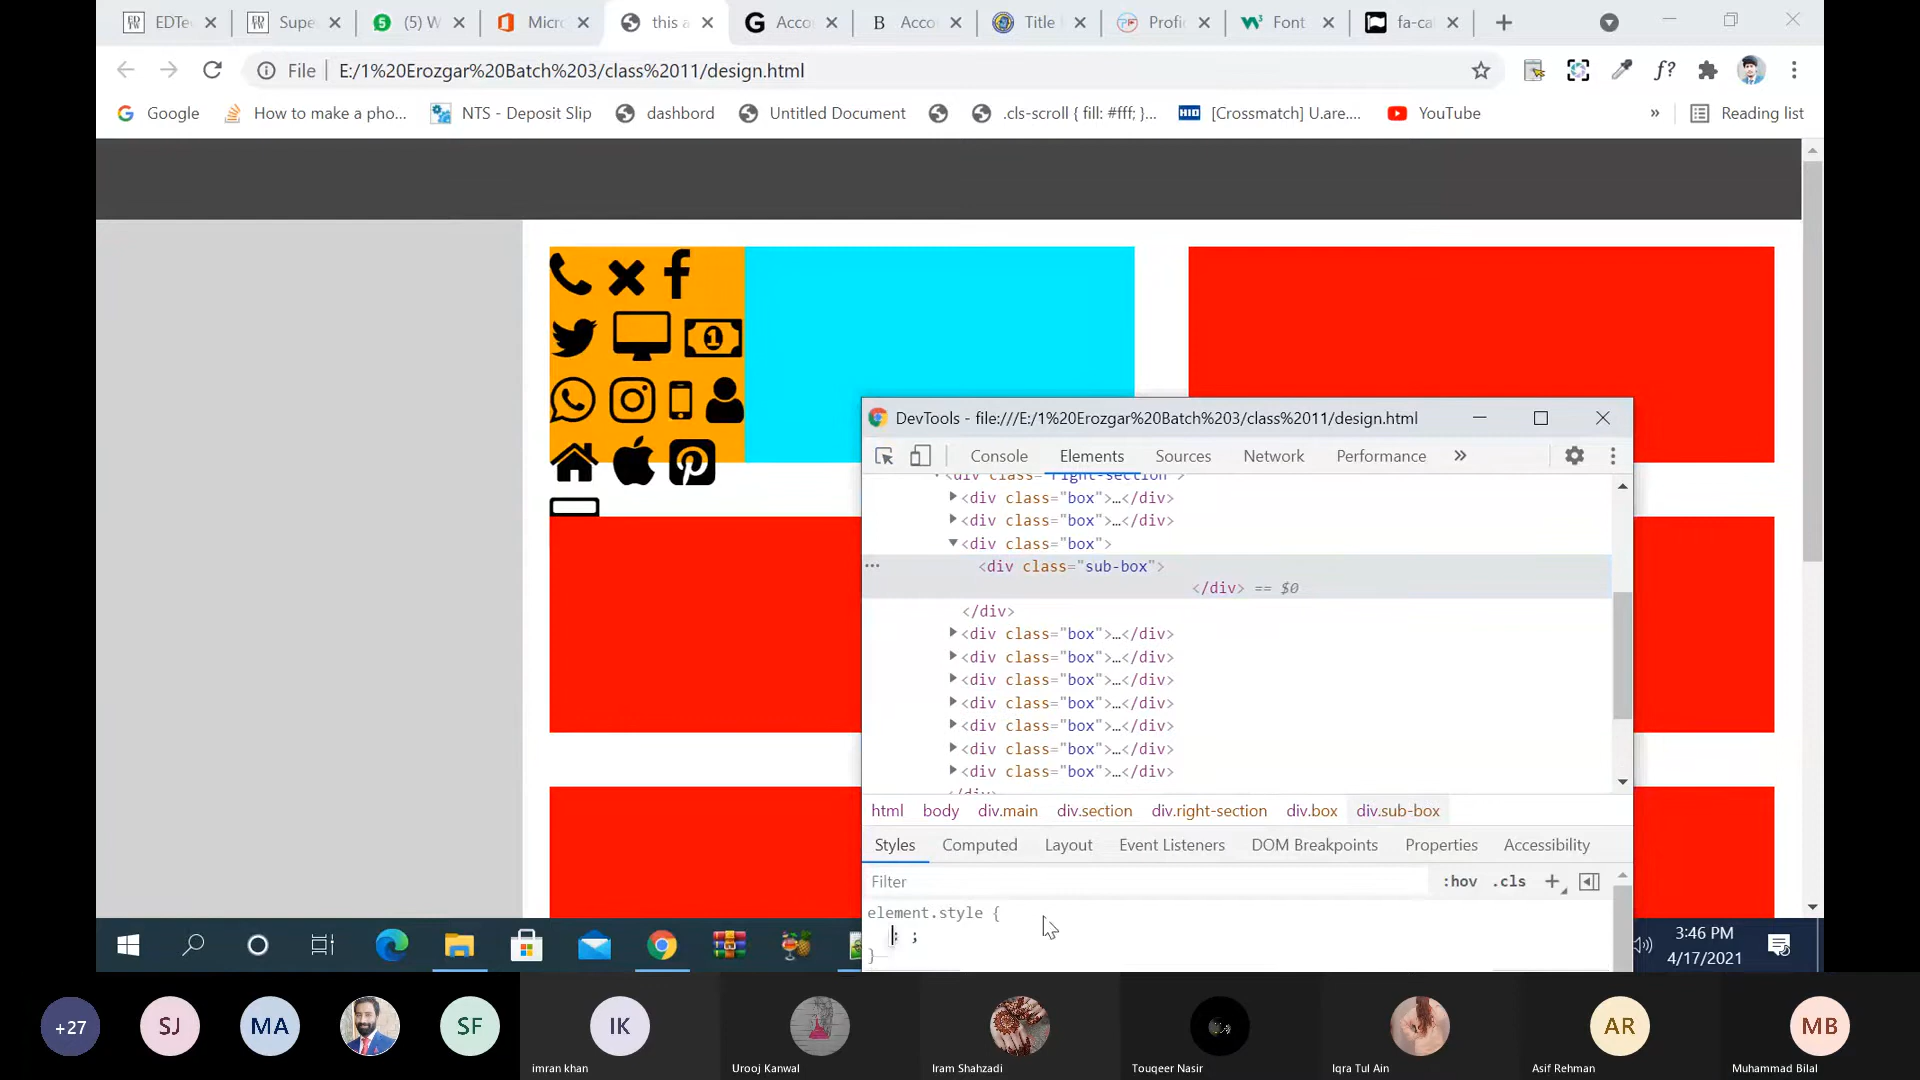 EDTe
Supe
(5) W
Micr
this a
Acco
B Acco
Title
Profi
Font
fa-ca
File
E:/1%20Erozgar%20Batch%203/class%2011/design.html
f?
Google
How to make a pho...
NTS - Deposit Slip
dashbord
Untitled Document
.cls-scroll { fill: #fff; }...
HID
[Crossmatch] U.are....
YouTube
»
Reading list
DevTools - file:///E:/1%20Erozgar%20Batch%203/class%2011/design.html
Console
Elements
Sources
Network
Performance
»
<div class="right-section">
<div class="box">…</div>
<div class="box">…</div>
<div class="box">
<div class="sub-box">
</div> == $0
</div>
<div class="box">…</div>
<div class="box">…</div>
<div class="box">…</div>
<div class="box">…</div>
<div class="box">…</div>
<div class="box">…</div>
<div class="box">…</div>
</div>
html body div.main div.section div.right-section div.box div.sub-box
Styles
Computed
Layout
Event Listeners
DOM Breakpoints
Properties
Accessibility
Filter
:hov .cls +
element.style {
: ;
}
3:46 PM
4/17/2021
+27
SJ
MA
SF
IK
AR
MB
imran khan
Urooj Kanwal
Iram Shahzadi
Touqeer Nasir
Iqra Tul Ain
Asif Rehman
Muhammad Bilal